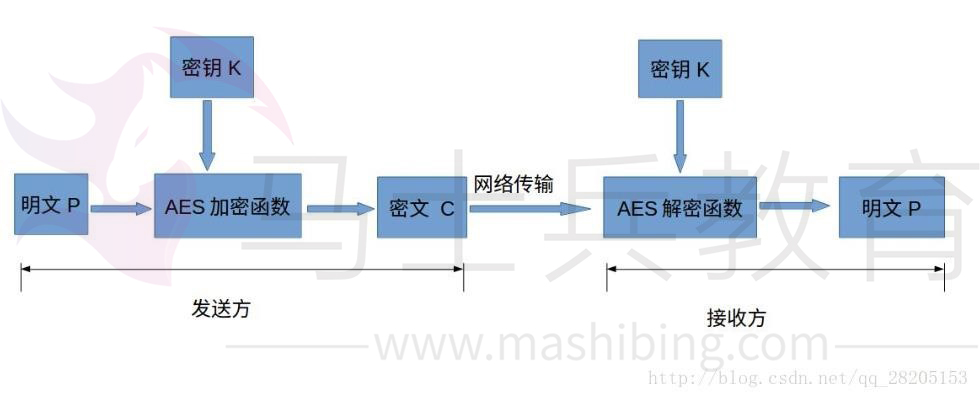 密钥 K
密钥 K
明文 P
AES 加密函数
密文 C
网络传输
AES 解密函数
明文 P
马士兵教育
发送方
接收方
www.mashibing.com
http://blog.csdn.net/qq_28205153